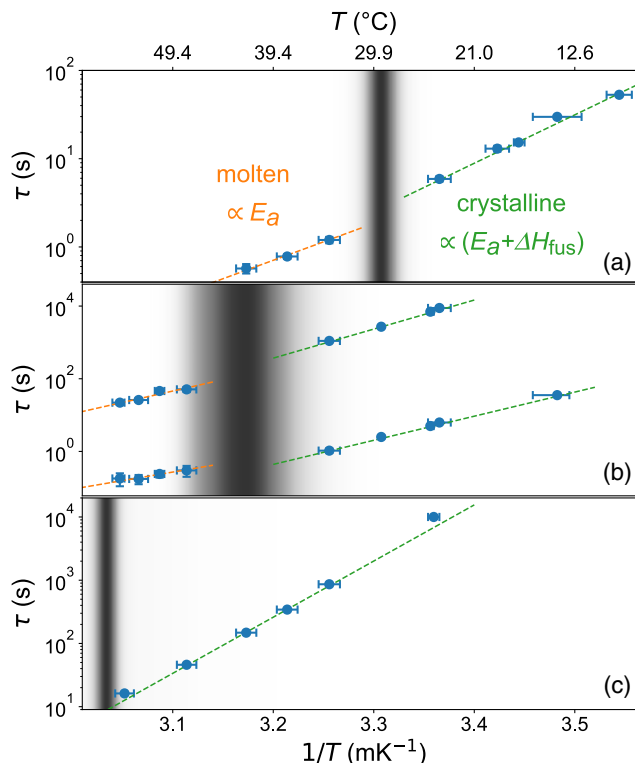 T (°C)
49.4 39.4 29.9 21.0 12.6
10² 
τ (s)
10¹
10⁰
molten
∝ Eₐ
crystalline
∝ (Eₐ+ΔH_fus)
(a)
10⁴
τ (s)
10²
10⁰
(b)
10⁴
τ (s)
10³
10²
10¹
(c)
3.1 3.2 3.3 3.4 3.5
1/T (mK⁻¹)